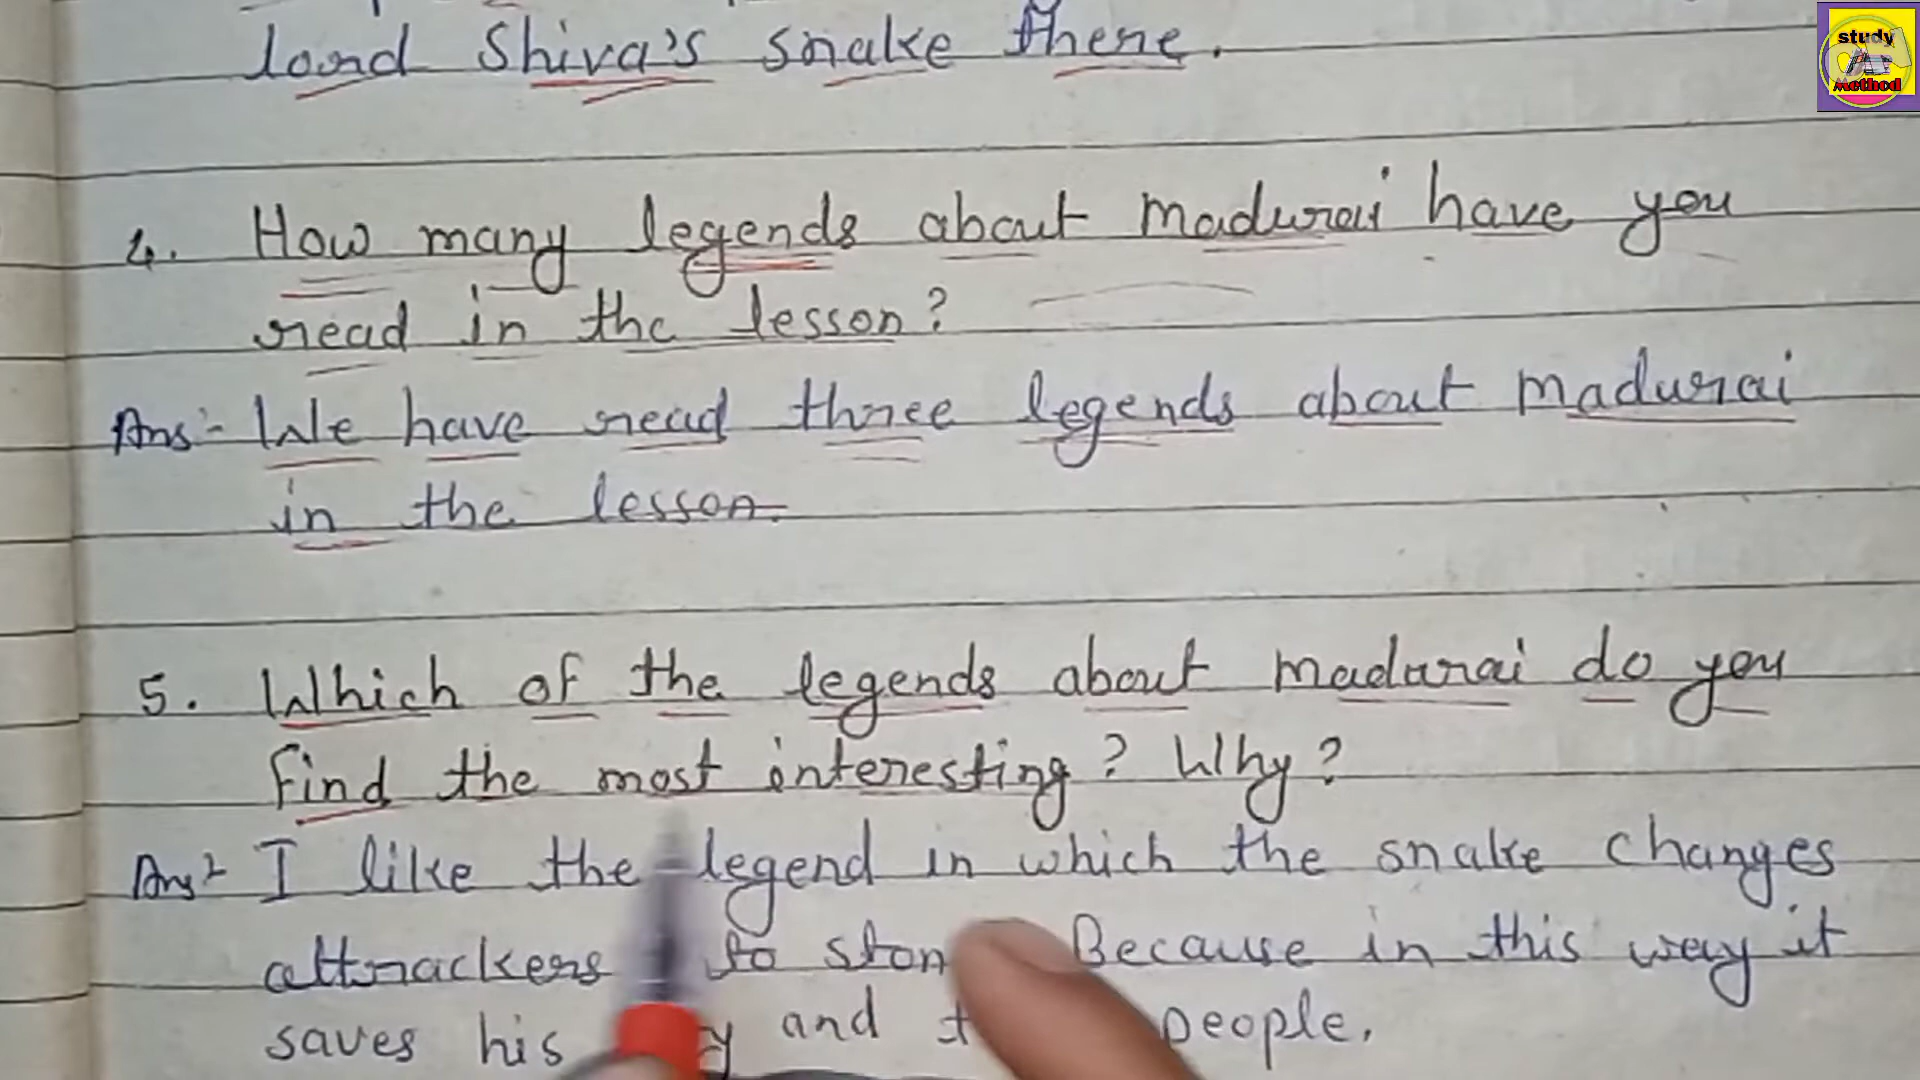 lord Shiva's snake there.
study
Method
4. How many legends about madurai have you
read in the lesson?
Ans:- We have read three legends about madurai
in the lesson.
5. Which of the legends about madurai do you
find the most interesting? Why?
Ans:- I like the legend in which the snake changes
attrackers to Because in this way it
saves his and people.